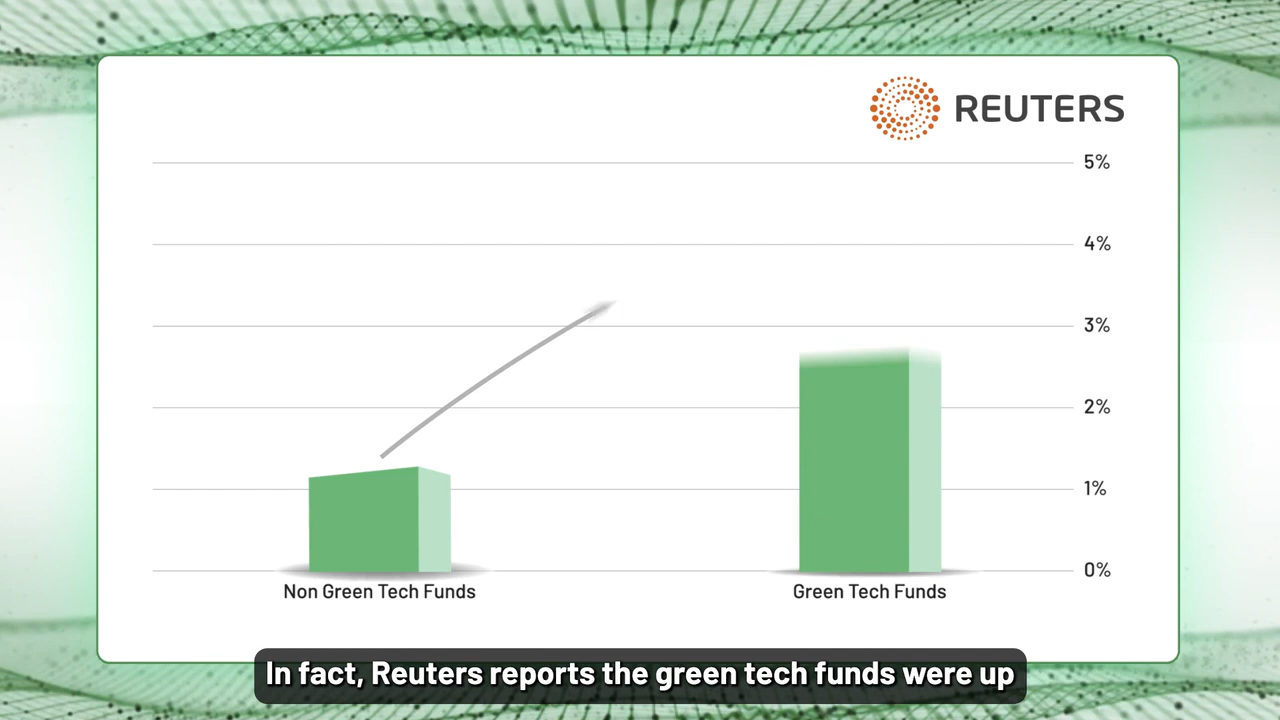 REUTERS
5%
4%
3%
2%
1%
0%
Non Green Tech Funds
Green Tech Funds
In fact, Reuters reports the green tech funds were up